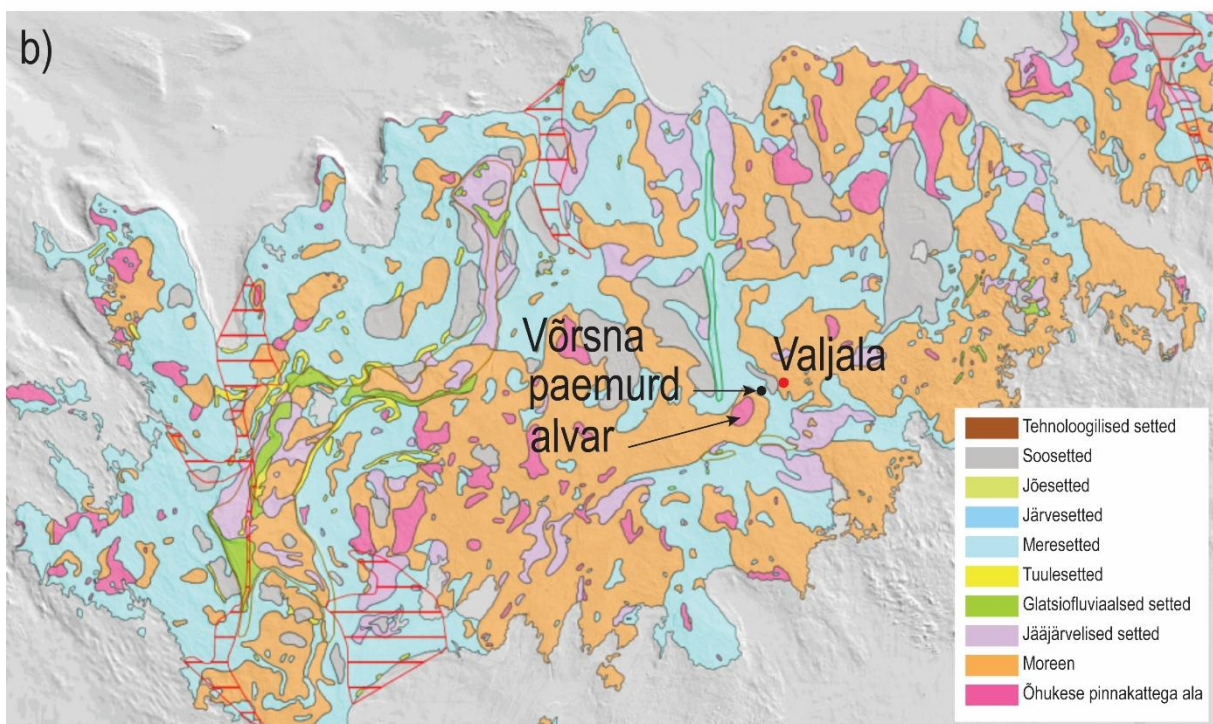 b)
Võrsna
paemurd
alvar
Valjala
Tehnoloogilised setted
Soosetted
Jõesetted
Järvesetted
Meresetted
Tuulesetted
Glatsiofluviaalsed setted
Jääjärvelised setted
Moreen
Õhukese pinnakattega ala